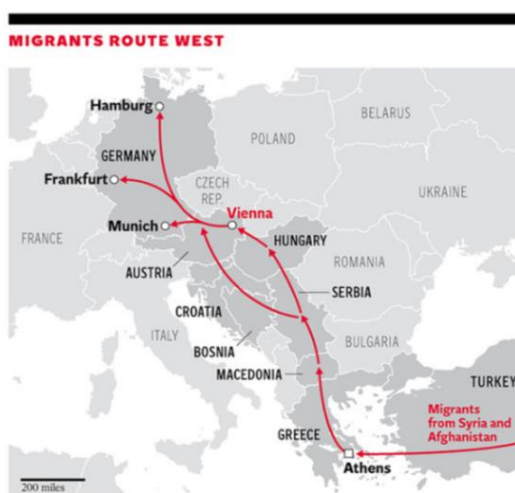 MIGRANTS ROUTE WEST
Hamburg
BELARUS
POLAND
GERMANY
Frankfurt
CZECH
REP.
UKRAINE
Munich
Vienna
FRANCE
HUNGARY
AUSTRIA
ROMANIA
SERBIA
CROATIA
ITALY
BOSNIA
BULGARIA
MACEDONIA
TURKEY
Migrants
from Syria and
Afghanistan
GREECE
Athens
200 miles